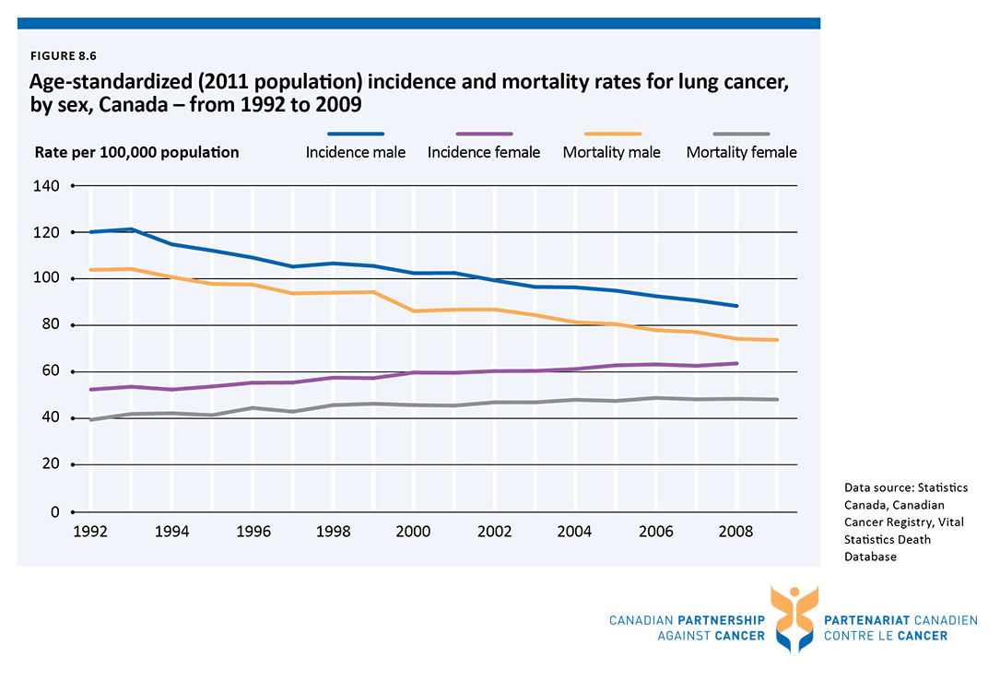 FIGURE 8.6
Age-standardized (2011 population) incidence and mortality rates for lung cancer,
by sex, Canada – from 1992 to 2009
Rate per 100,000 population
Incidence male
Incidence female
Mortality male
Mortality female
140
120
100
80
60
40
20
0
1992 1994 1996 1998 2000 2002 2004 2006 2008
Data source: Statistics
Canada, Canadian
Cancer Registry, Vital
Statistics Death
Database
CANADIAN PARTNERSHIP
AGAINST CANCER
PARTENARIAT CANADIEN
CONTRE LE CANCER